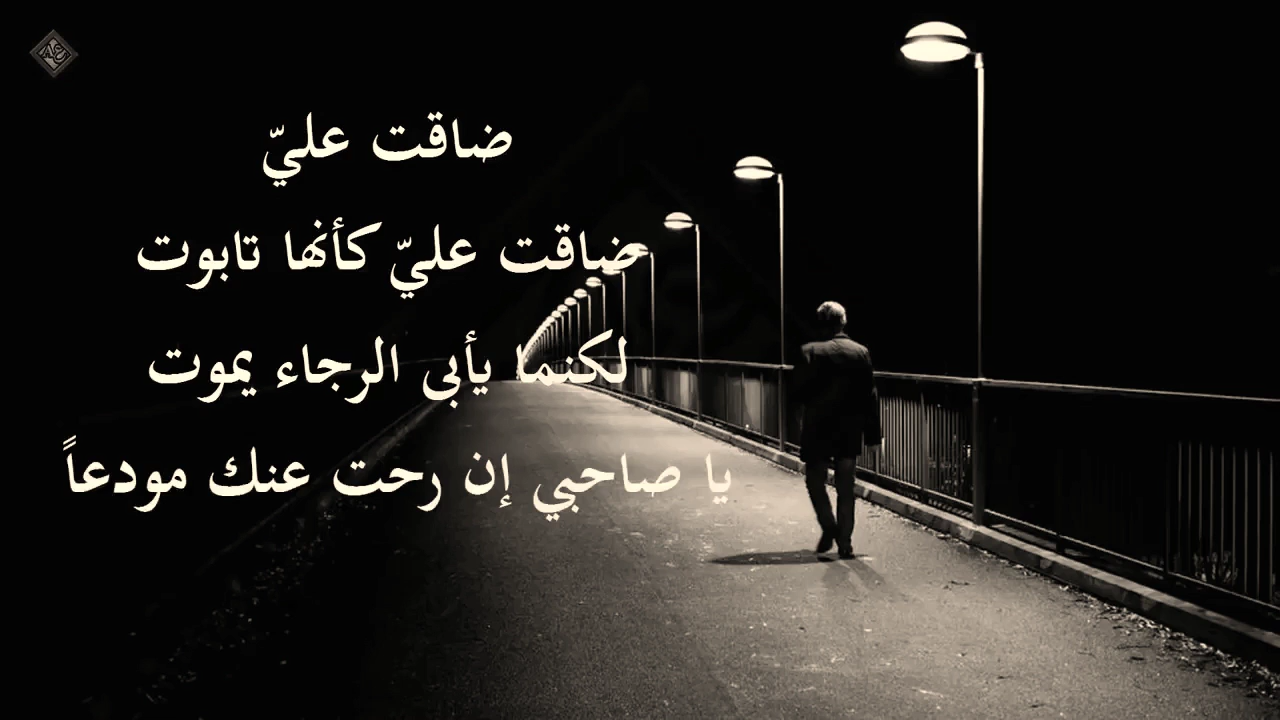 ضاقت عليّ
ضاقت عليّ كأنها تابوت
لكنما يأبى الرجاء يموت
يا صاحبي إن رحت عنك مودعاً